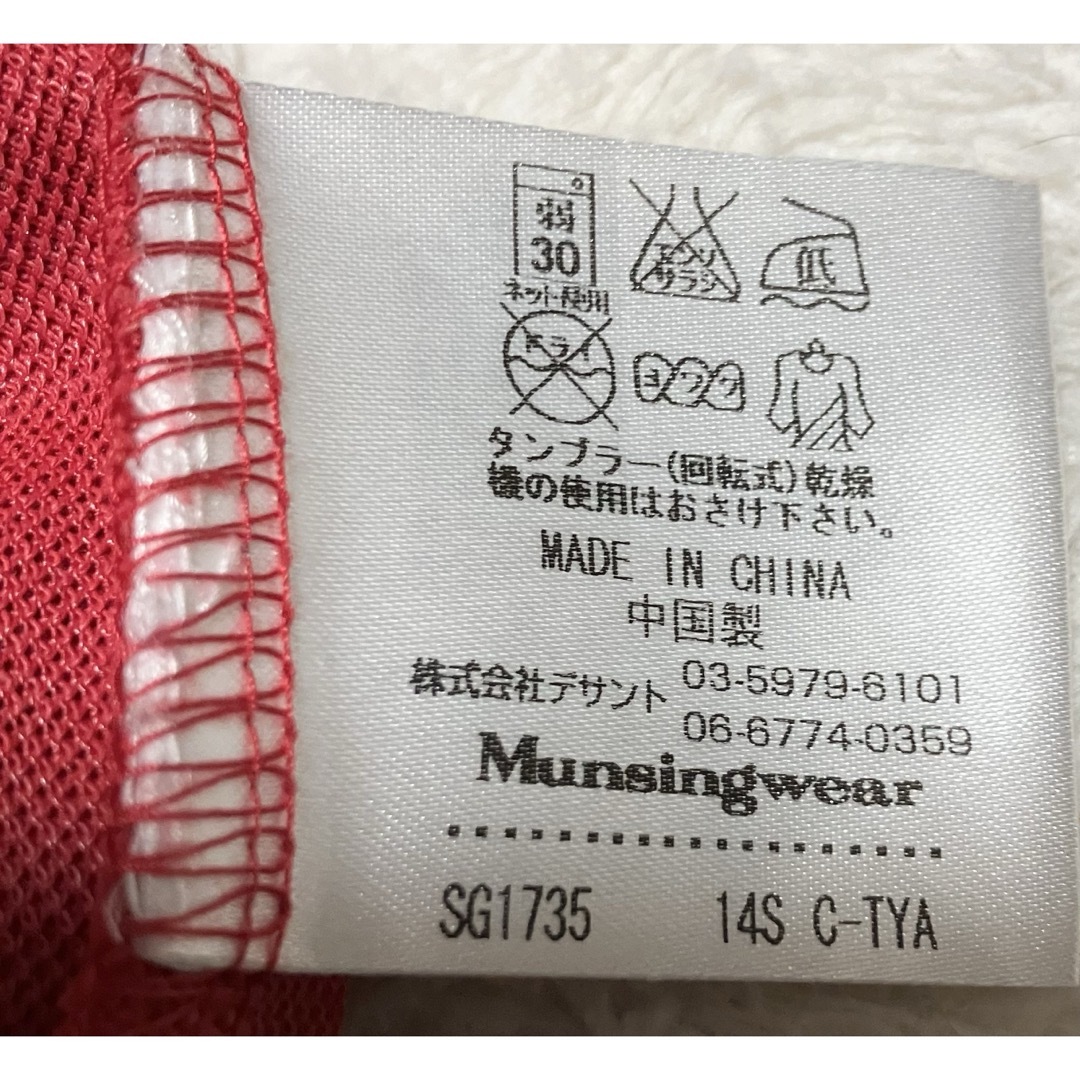 弱
30
ネット使用
エンソ
サラシ
低
ドライ
ヨワク
タンブラー(回転式)乾燥
機の使用はおさけ下さい。
MADE IN CHINA
中国製
株式会社デサント 03-5979-6101
06-6774-0359
Munsingwear
SG1735 14S C-TYA